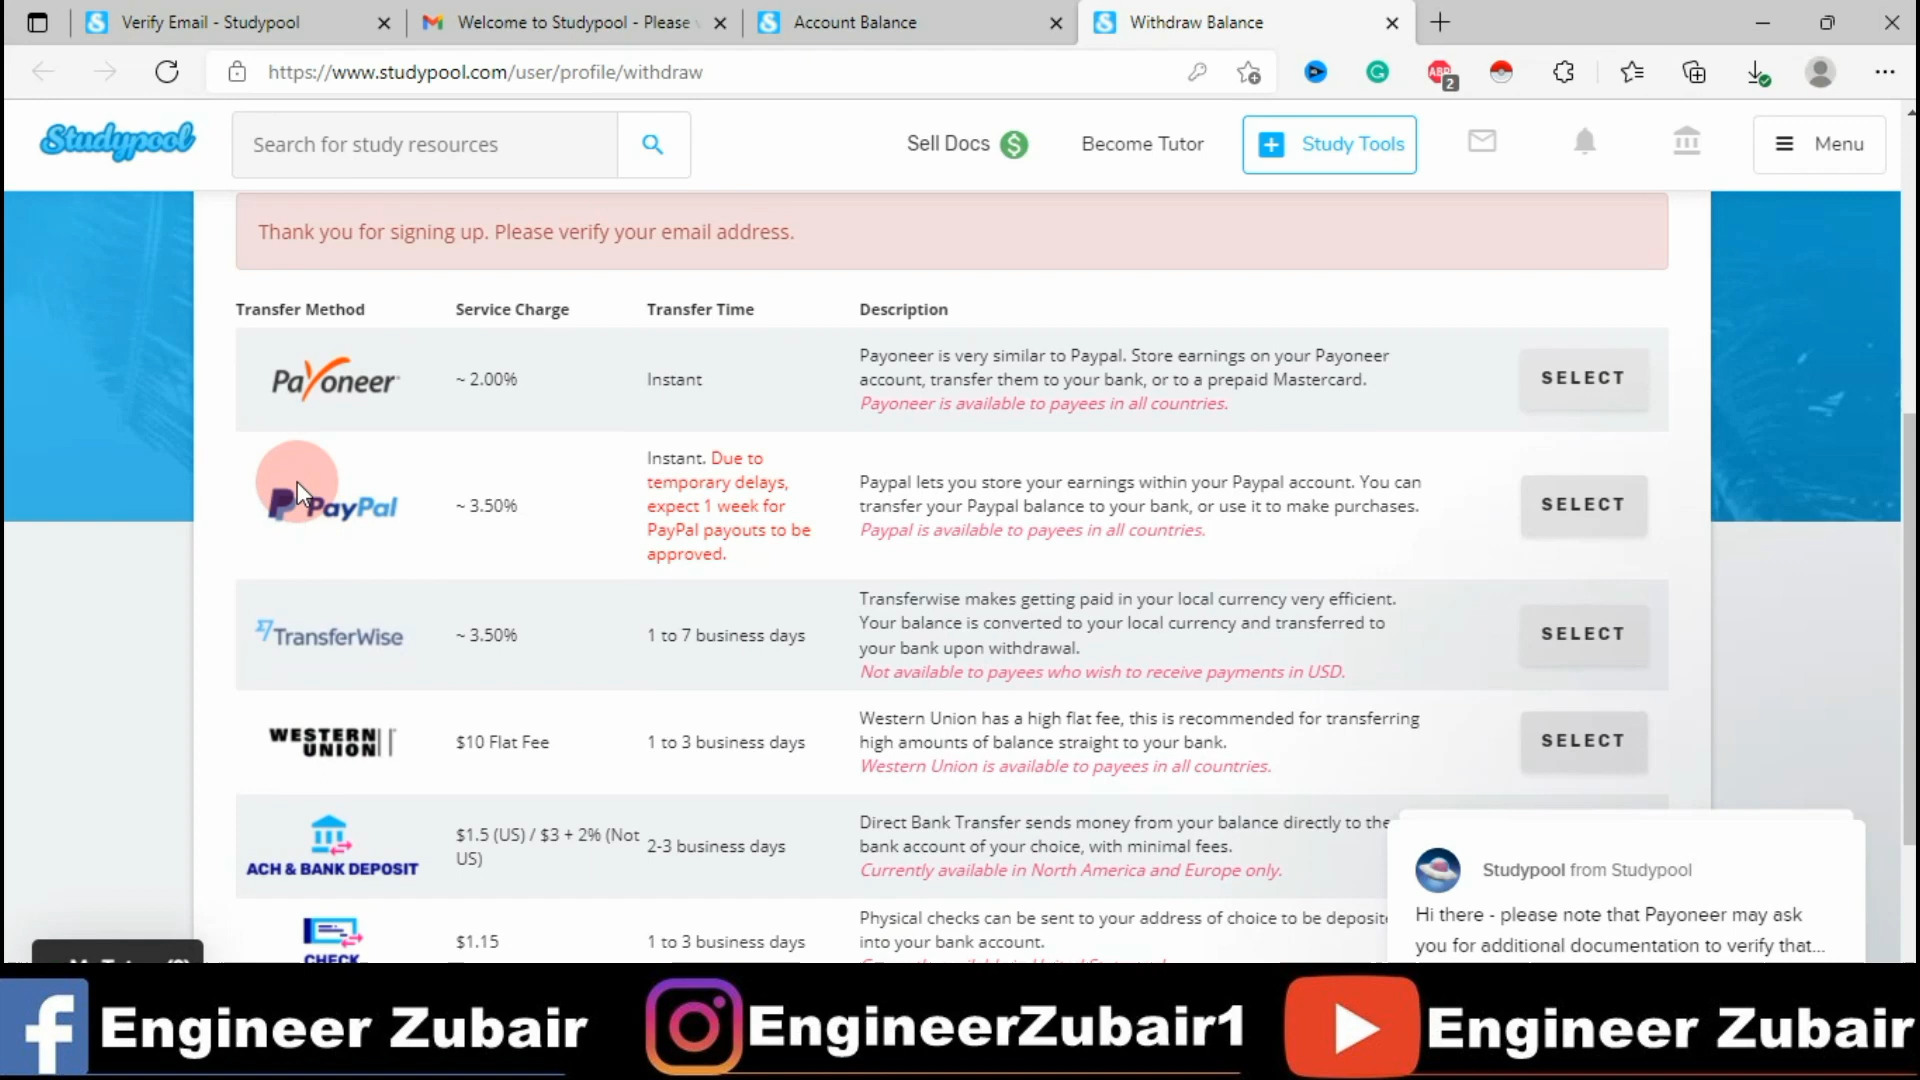 Verify Email - Studypool
Welcome to Studypool - Please
Account Balance
Withdraw Balance
https://www.studypool.com/user/profile/withdraw
ABP
2
Studypool
Search for study resources
Sell Docs
Become Tutor
Study Tools
Menu
Thank you for signing up. Please verify your email address.
Transfer Method Service Charge Transfer Time Description
Payoneer
~ 2.00%
Instant
Payoneer is very similar to Paypal. Store earnings on your Payoneer
account, transfer them to your bank, or to a prepaid Mastercard.
Payoneer is available to payees in all countries.
SELECT
PayPal
~ 3.50%
Instant. Due to
temporary delays,
expect 1 week for
PayPal payouts to be
approved.
Paypal lets you store your earnings within your Paypal account. You can
transfer your Paypal balance to your bank, or use it to make purchases.
Paypal is available to payees in all countries.
SELECT
TransferWise
~ 3.50%
1 to 7 business days
Transferwise makes getting paid in your local currency very efficient.
Your balance is converted to your local currency and transferred to
your bank upon withdrawal.
Not available to payees who wish to receive payments in USD.
SELECT
WESTERN
UNION
$10 Flat Fee
1 to 3 business days
Western Union has a high flat fee, this is recommended for transferring
high amounts of balance straight to your bank.
Western Union is available to payees in all countries.
SELECT
ACH & BANK DEPOSIT
$1.5 (US) / $3 + 2% (Not
US)
2-3 business days
Direct Bank Transfer sends money from your balance directly to the
bank account of your choice, with minimal fees.
Currently available in North America and Europe only.
CHECK
$1.15
1 to 3 business days
Physical checks can be sent to your address of choice to be deposite
into your bank account.
Studypool from Studypool
Hi there - please note that Payoneer may ask
you for additional documentation to verify that...
Engineer Zubair
EngineerZubair1
Engineer Zubair